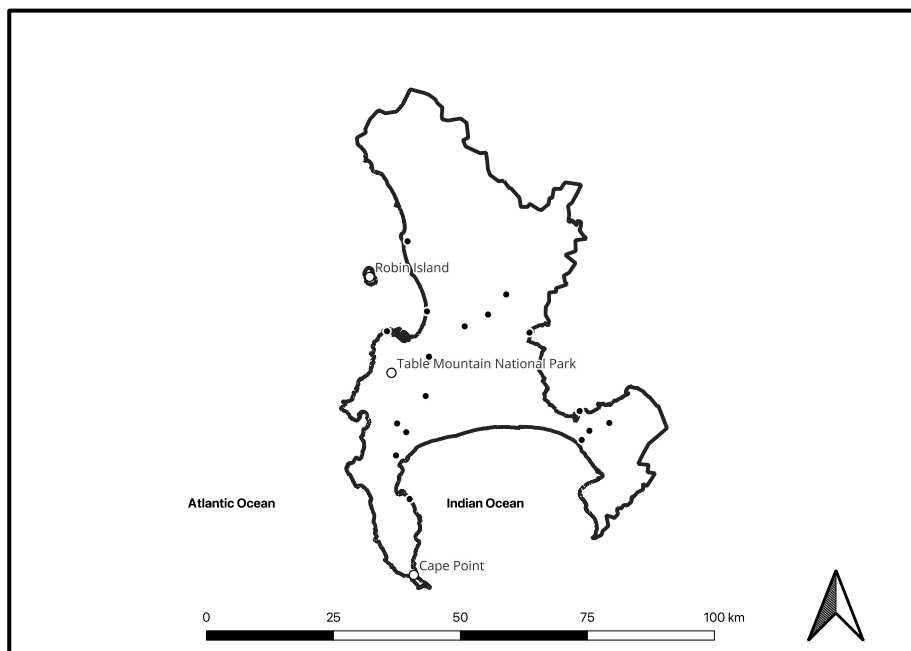 Robin Island
Table Mountain National Park
Atlantic Ocean
Indian Ocean
Cape Point
0 25 50 75 100 km